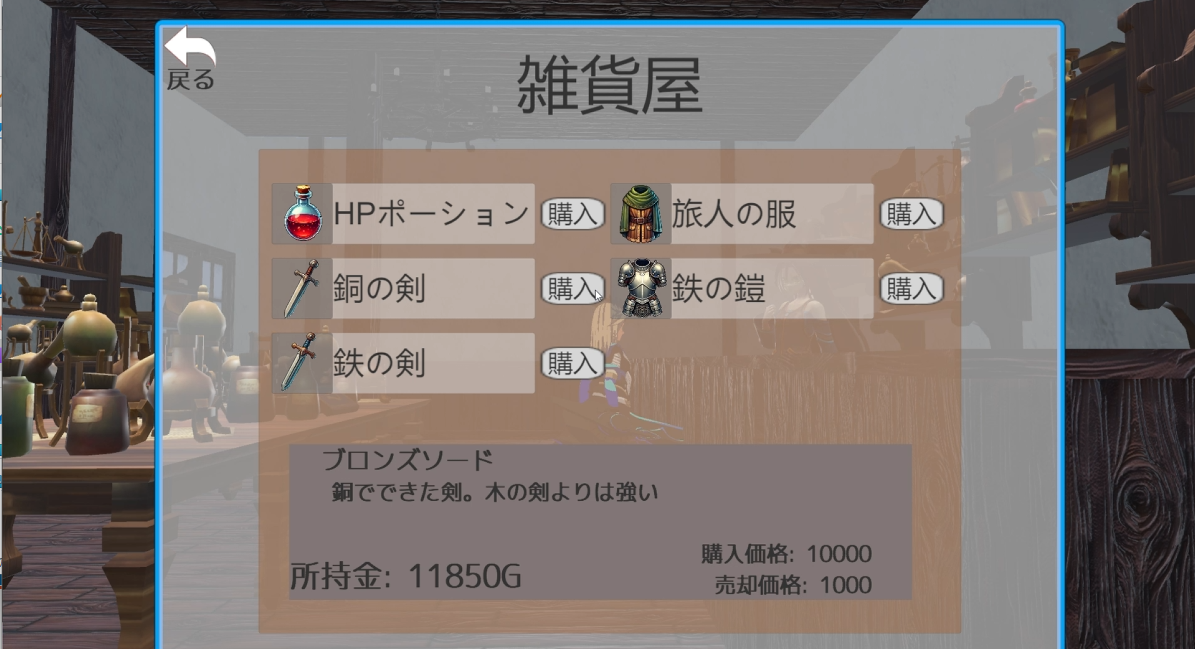 戻る
雑貨屋
HPポーション 購入 旅人の服 購入
銅の剣 購入 鉄の鎧 購入
鉄の剣 購入
ブロンズソード
銅でできた剣。木の剣よりは強い
購入価格: 10000
所持金: 11850G
売却価格: 1000